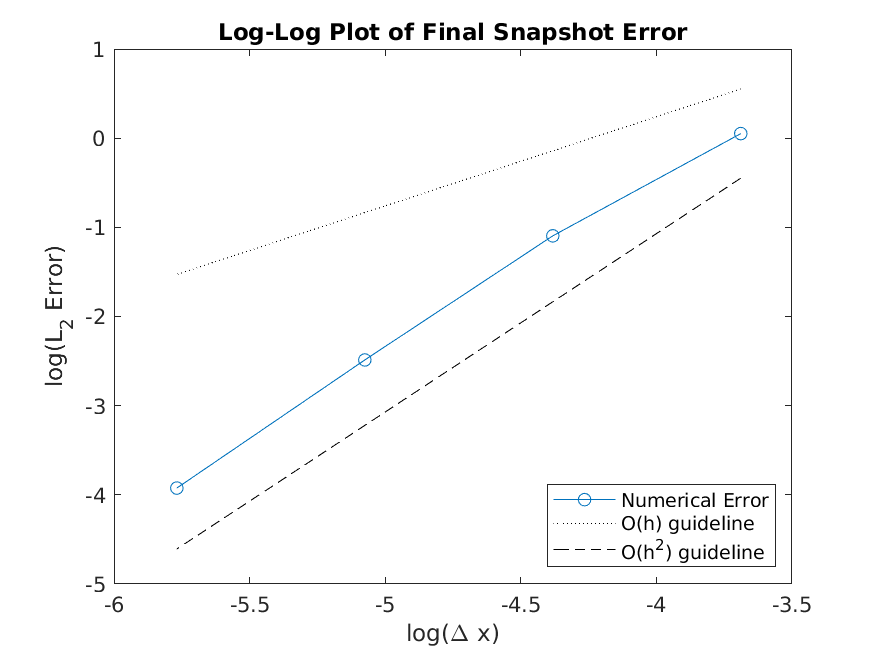 Log-Log Plot of Final Snapshot Error
1
0
-1
-2
-3
-4
-5
log(L2 Error)
-6
-5.5
-5
-4.5
-4
-3.5
log(Δ x)
Numerical Error
O(h) guideline
O(h²) guideline